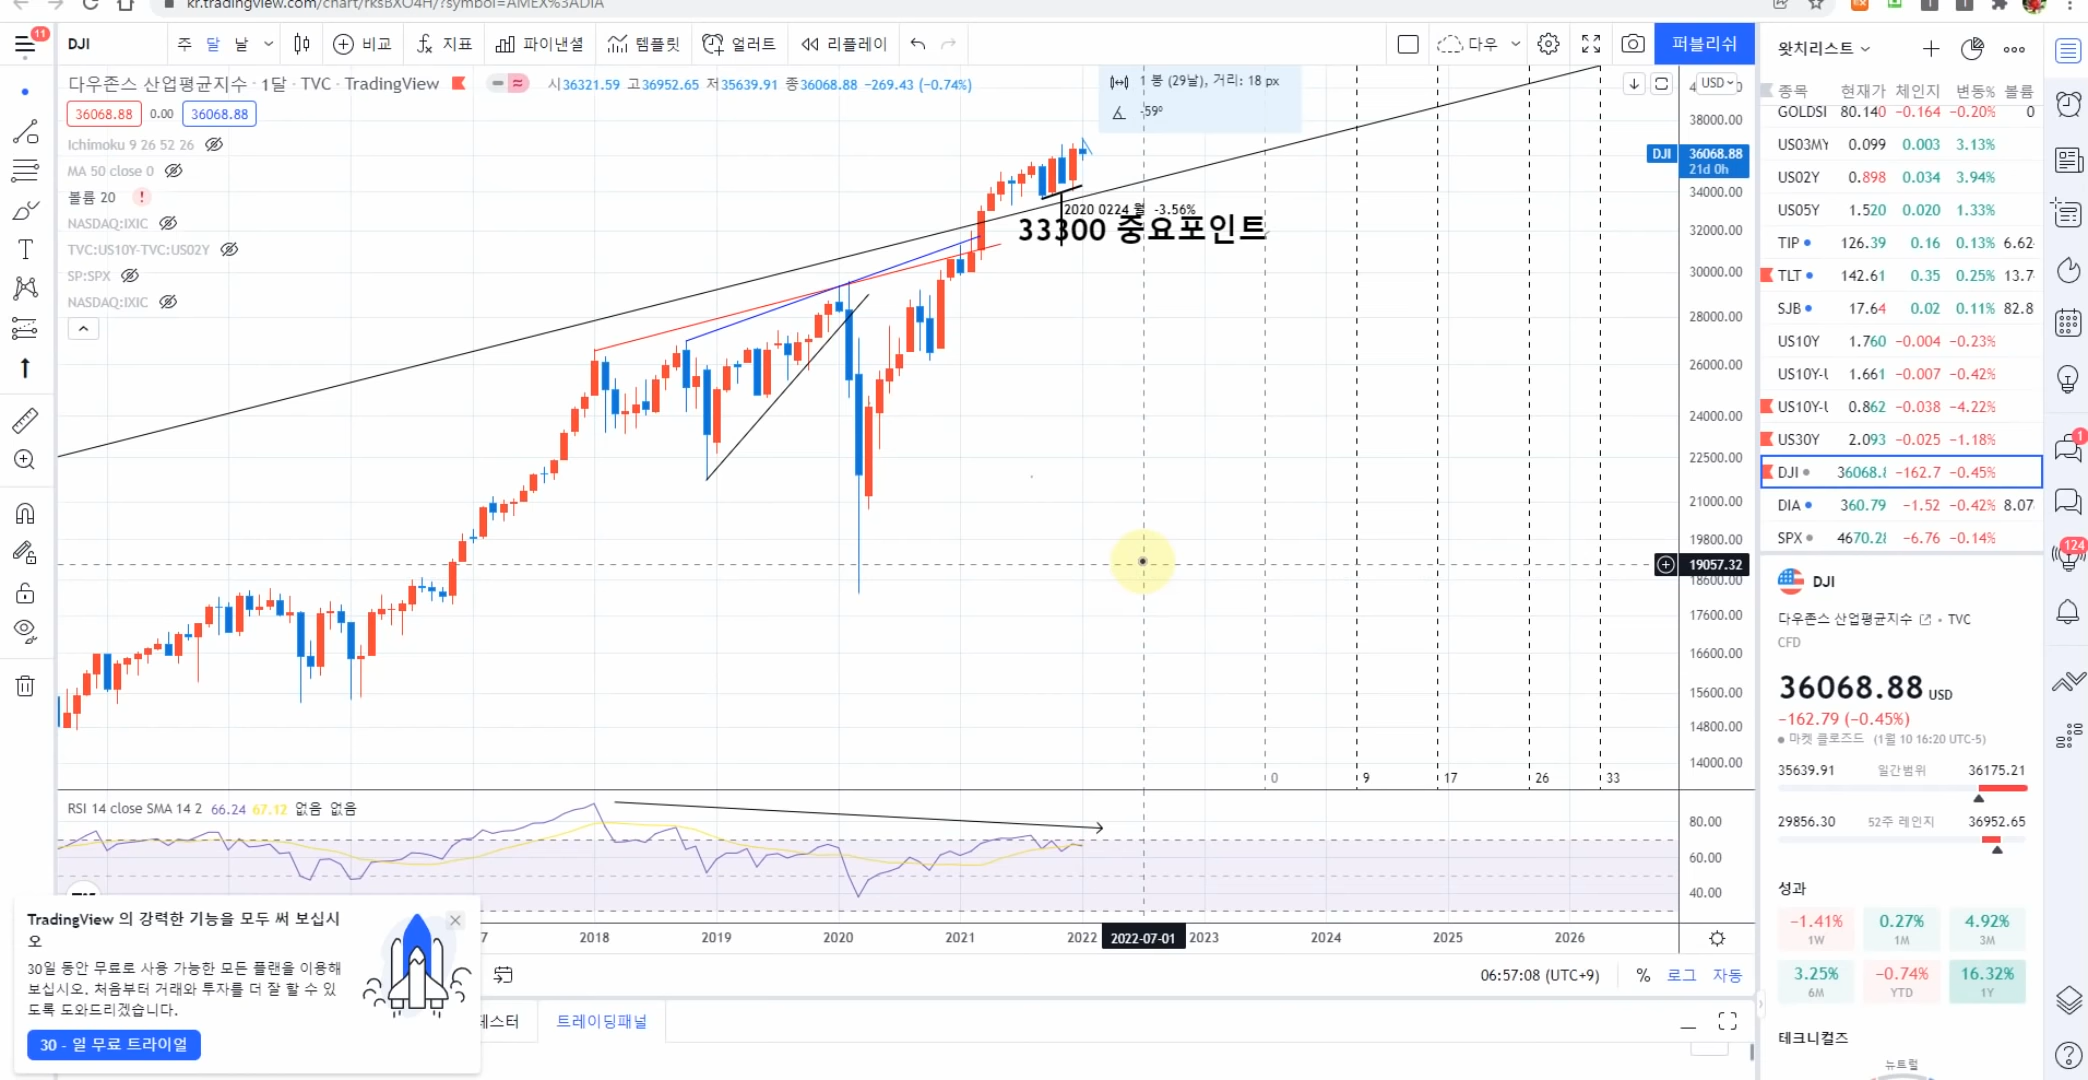 kr.tradingview.com/chart/rksBXO4H/?symbol=AMEX%3ADIA
11
DJI 주 달 날 비교 지표 파이낸셜 템플릿 얼러트 리플레이 다우 퍼블리쉬
다우존스 산업평균지수 · 1달 · TVC · TradingView 시36321.59 고36952.65 저35639.91 종36068.88 -269.43 (-0.74%)
36068.88 0.00 36068.88
Ichimoku 9 26 52 26
MA 50 close 0
볼륨 20
NASDAQ:IXIC
TVC:US10Y-TVC:US02Y
SP:SPX
NASDAQ:IXIC
1 봉 (29날), 거리: 18 px
-59º
2020 0224 월 -3.56%
33300 중요포인트
USD
38000.00
DJI 36068.88
21d 0h
34000.00
32000.00
30000.00
28000.00
26000.00
24000.00
22500.00
21000.00
19800.00
19057.32
18600.00
17600.00
16600.00
15600.00
14800.00
14000.00
0 9 17 26 33
RSI 14 close SMA 14 2 66.24 67.12 없음 없음
80.00
60.00
40.00
7 2018 2019 2020 2021 2022 2022-07-01 2023 2024 2025 2026
06:57:08 (UTC+9) % 로그 자동
테스터 트레이딩패널
TradingView 의 강력한 기능을 모두 써 보십시
오
30일 동안 무료로 사용 가능한 모든 플랜을 이용해
보십시오. 처음부터 거래와 투자를 더 잘 할 수 있
도록 도와드리겠습니다.
30 - 일 무료 트라이얼
왓치리스트
종목 현재가 체인지 변동% 볼륨
GOLDSI 80.140 -0.164 -0.20% 0
US03MY 0.099 0.003 3.13%
US02Y 0.898 0.034 3.94%
US05Y 1.520 0.020 1.33%
TIP 126.39 0.16 0.13% 6.62
TLT 142.61 0.35 0.25% 13.7
SJB 17.64 0.02 0.11% 82.8
US10Y 1.760 -0.004 -0.23%
US10Y-U 1.661 -0.007 -0.42%
US10Y-U 0.862 -0.038 -4.22%
US30Y 2.093 -0.025 -1.18%
DJI 36068.8 -162.7 -0.45%
DIA 360.79 -1.52 -0.42% 8.07
SPX 4670.28 -6.76 -0.14%
DJI
다우존스 산업평균지수 • TVC
CFD
36068.88 USD
-162.79 (-0.45%)
마켓 클로즈드 (1월 10 16:20 UTC-5)
35639.91 일간범위 36175.21
29856.30 52주 레인지 36952.65
성과
-1.41% 0.27% 4.92%
1W 1M 3M
3.25% -0.74% 16.32%
6M YTD 1Y
테크니컬즈
뉴트럴
1
124